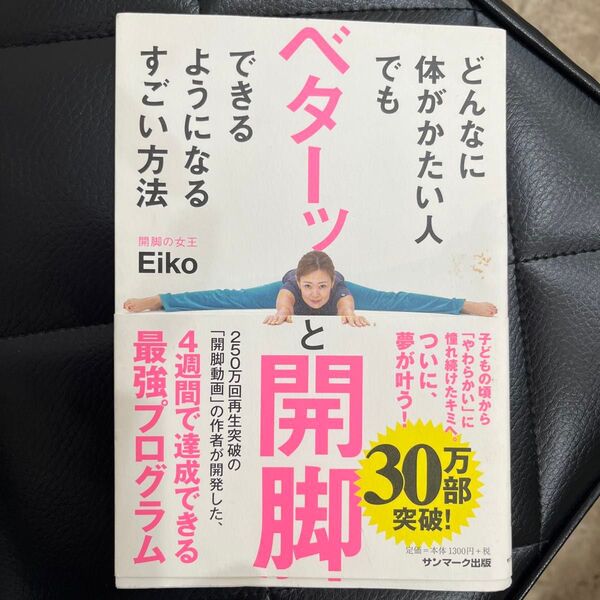 どんなに
体がかたい人
でも
ベターッと開脚
できる
ようになる
すごい方法
開脚の女王
Eiko
子どもの頃から
「やわらかい」に
憧れ続けたキミへ。
ついに、
夢が叶う!
250万回再生突破の
「開脚動画」の作者が開発した、
4週間で達成できる
最強プログラム
30万部
突破!
定価=本体1300円+税
サンマーク出版